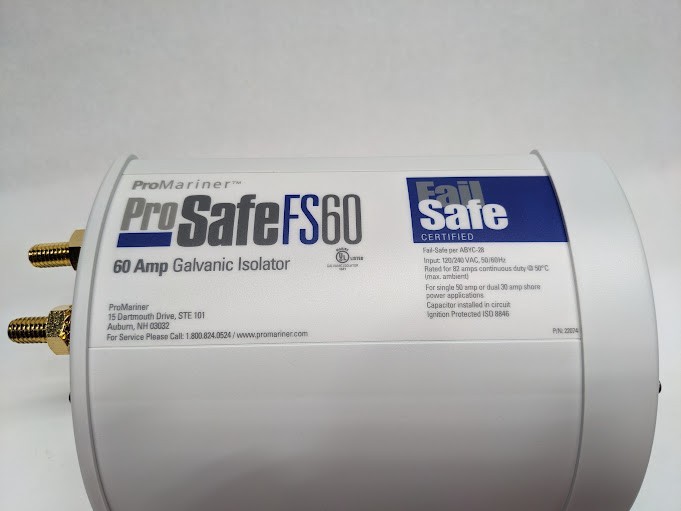 ProMariner™
ProSafeFS60
60 Amp Galvanic Isolator
UL LISTED
ProMariner
15 Dartmouth Drive, STE 101
Auburn, NH 03032
For Service Please Call: 1.800.824.0524 / www.promariner.com
Fail
Safe
CERTIFIED
Fail-Safe per ABYC-28
Input: 120/240 VAC, 50/60Hz
Rated for 82 amps continuous duty @ 50°C
(max. ambient)
For single 50 amp or dual 30 amp shore
power applications
Capacitor installed in circuit
Ignition Protected ISO 8846